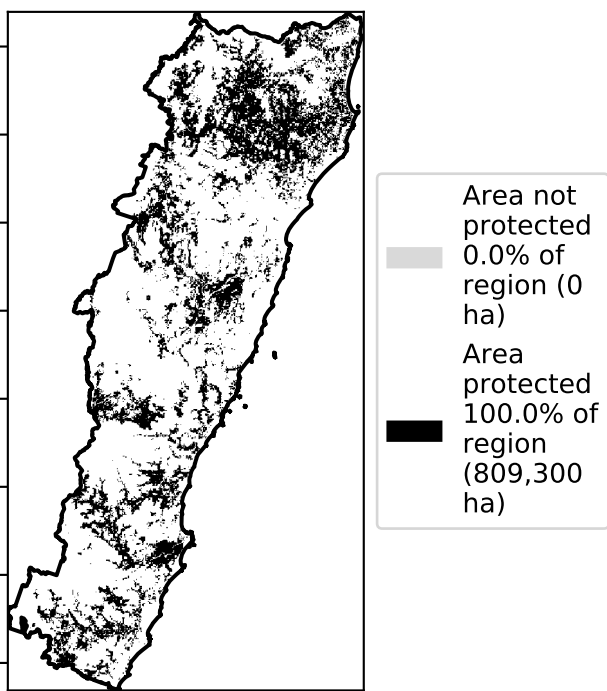 Area not
protected
0.0% of
region (0
ha)
Area
protected
100.0% of
region
(809,300
ha)